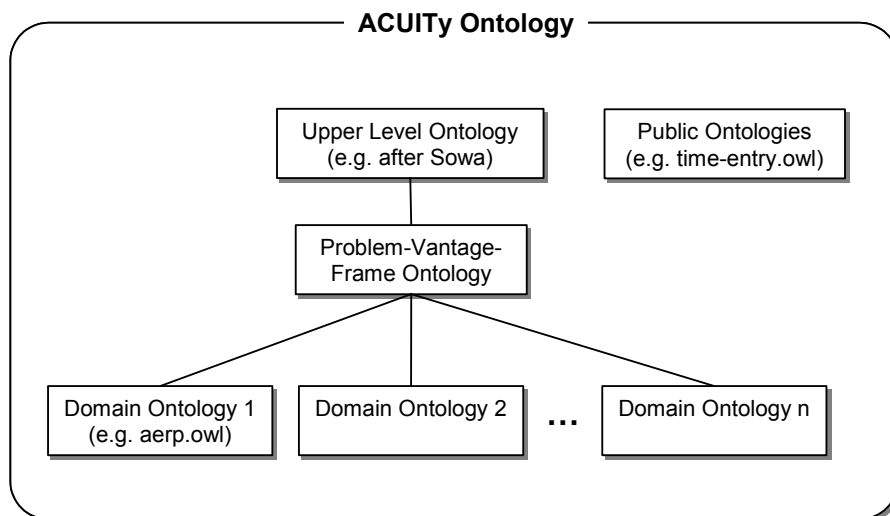 ACUITy Ontology
Upper Level Ontology
(e.g. after Sowa)
Public Ontologies
(e.g. time-entry.owl)
Problem-Vantage-
Frame Ontology
Domain Ontology 1
(e.g. aerp.owl)
Domain Ontology 2
...
Domain Ontology n